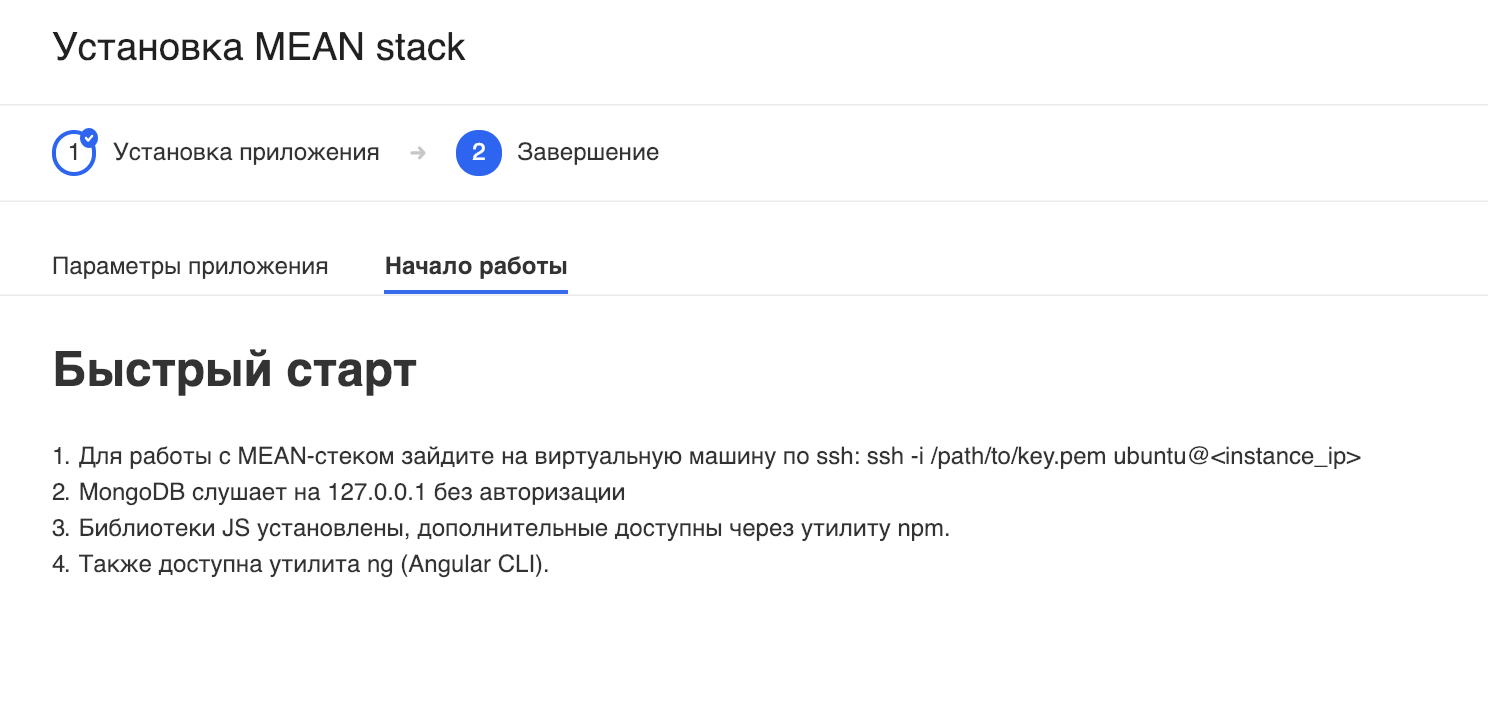 Установка MEAN stack
1 Установка приложения → 2 Завершение
Параметры приложения Начало работы
Быстрый старт
1. Для работы с MEAN-стеком зайдите на виртуальную машину по ssh: ssh -i /path/to/key.pem ubuntu@<instance_ip>
2. MongoDB слушает на 127.0.0.1 без авторизации
3. Библиотеки JS установлены, дополнительные доступны через утилиту npm.
4. Также доступна утилита ng (Angular CLI).